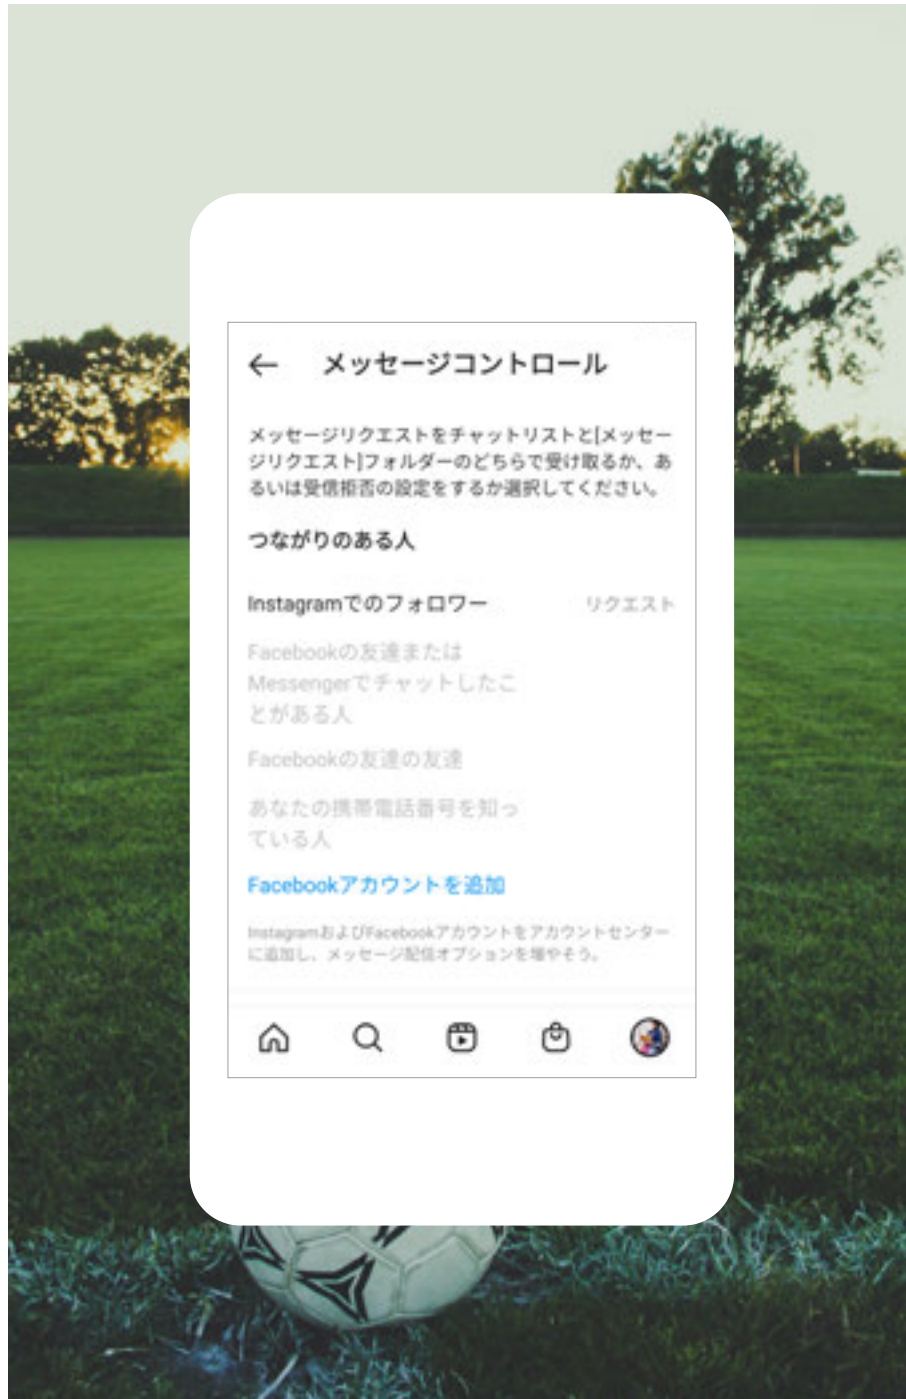 メッセージコントロール
メッセージリクエストをチャットリストと[メッセー
ジリクエスト]フォルダーのどちらで受け取るか、あ
るいは受信拒否の設定をするか選択してください。
つながりのある人
Instagramでのフォロワー リクエスト
Facebookの友達または
Messengerでチャットしたこ
とがある人
Facebookの友達の友達
あなたの携帯電話番号を知っ
ている人
Facebookアカウントを追加
InstagramおよびFacebookアカウントをアカウントセンター
に追加し、メッセージ配信オプションを増やそう。